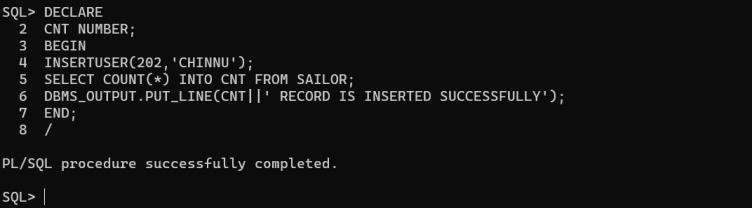 SQL> DECLARE
2 CNT NUMBER;
3 BEGIN
4 INSERTUSER(202,'CHINNU');
5 SELECT COUNT(*) INTO CNT FROM SAILOR;
6 DBMS_OUTPUT.PUT_LINE(CNT||' RECORD IS INSERTED SUCCESSFULLY');
7 END;
8 /
PL/SQL procedure successfully completed.
SQL>